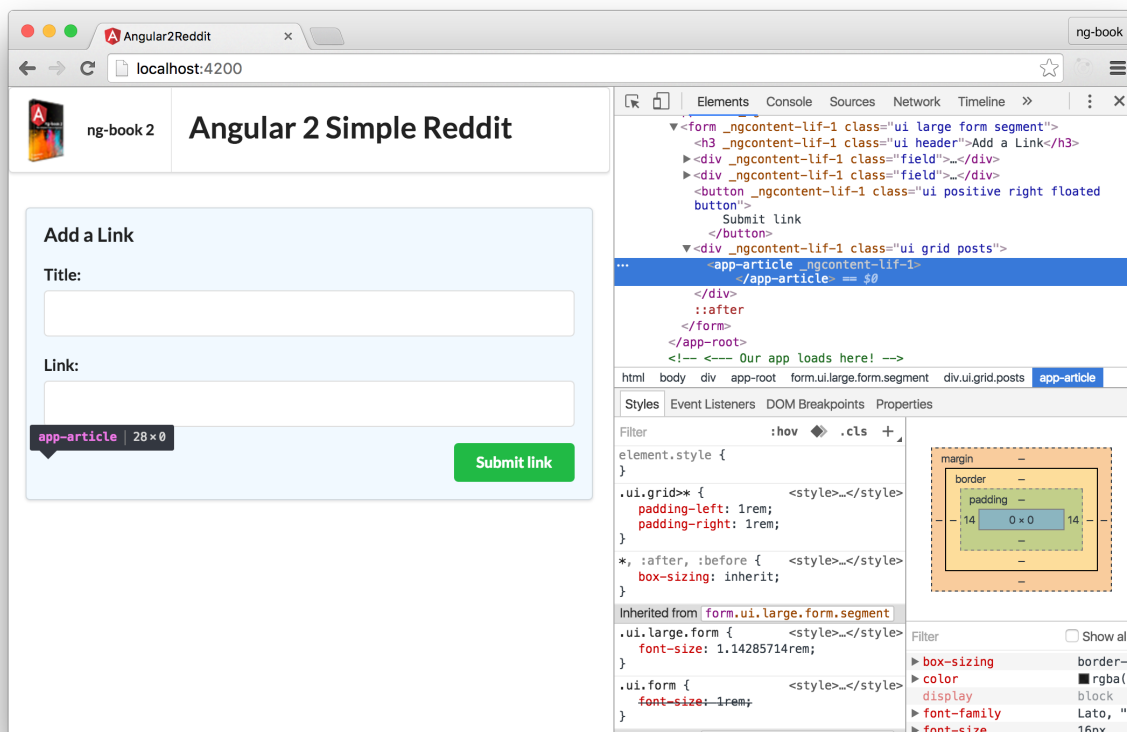 Angular2Reddit
ng-book
localhost:4200
ng-book 2
Angular 2 Simple Reddit
Add a Link
Title:
Link:
app-article | 28×0
Submit link
Elements Console Sources Network Timeline »
▼<form _ngcontent-lif-1 class="ui large form segment">
<h3 _ngcontent-lif-1 class="ui header">Add a Link</h3>
▶<div _ngcontent-lif-1 class="field">…</div>
▶<div _ngcontent-lif-1 class="field">…</div>
<button _ngcontent-lif-1 class="ui positive right floated
button">
Submit link
</button>
▼<div _ngcontent-lif-1 class="ui grid posts">
… <app-article _ngcontent-lif-1>
</app-article> == $0
</div>
::after
</form>
</app-root>
<!-- <--- Our app loads here! -->
html body div app-root form.ui.large.form.segment div.ui.grid.posts app-article
Styles Event Listeners DOM Breakpoints Properties
Filter :hov .cls +
element.style {
}
.ui.grid>* { <style>…</style>
padding-left: 1rem;
padding-right: 1rem;
}
*, :after, :before { <style>…</style>
box-sizing: inherit;
}
Inherited from form.ui.large.form.segment
.ui.large.form { <style>…</style>
font-size: 1.14285714rem;
}
.ui.form { <style>…</style>
font-size: 1rem;
}
margin –
border –
padding –
– – 14 0 × 0 14 – –
–
–
–
Filter Show al
▶ box-sizing border-
▶ color rgba(
display block
▶ font-family Lato, "
▶ font-size 16px